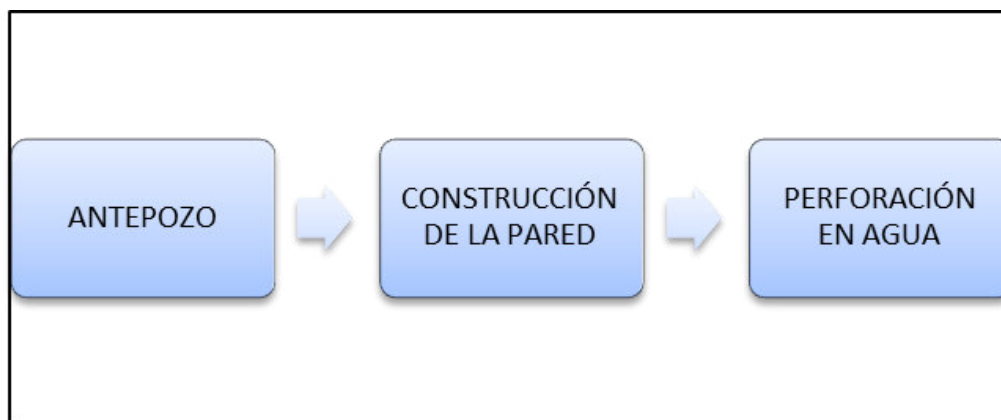 ANTEPOZO
CONSTRUCCIÓN
DE LA PARED
PERFORACIÓN
EN AGUA